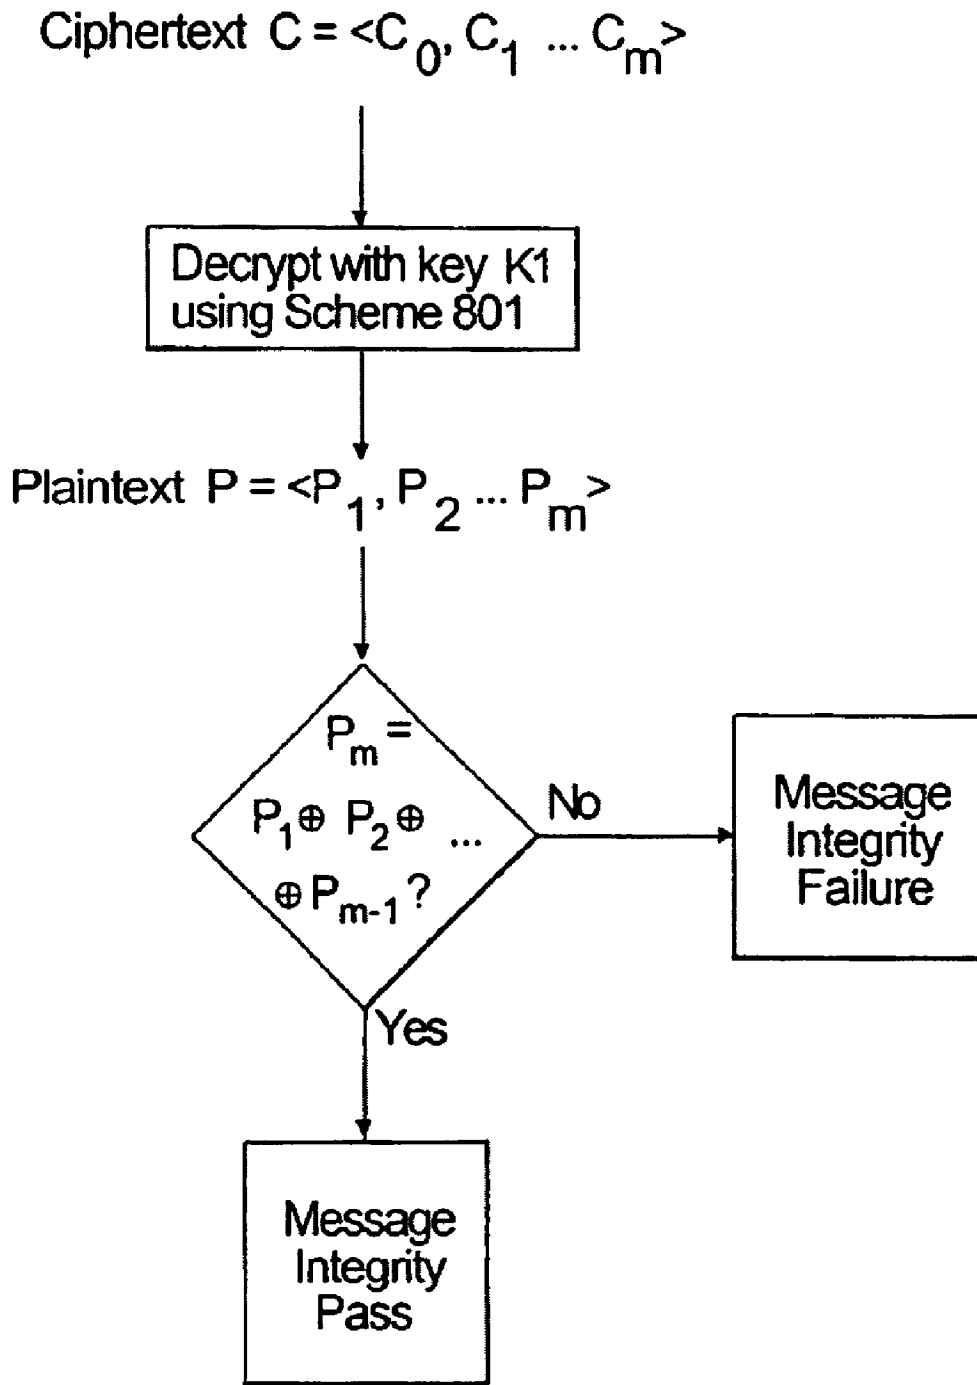 Ciphertext C = <C₀, C₁ ... Cₘ>
Decrypt with key K1
using Scheme 801
Plaintext P = <P₁, P₂ ... Pₘ>
Pₘ =
P₁ ⊕ P₂ ⊕ ...
⊕ Pₘ₋₁ ?
No
Message
Integrity
Failure
Yes
Message
Integrity
Pass